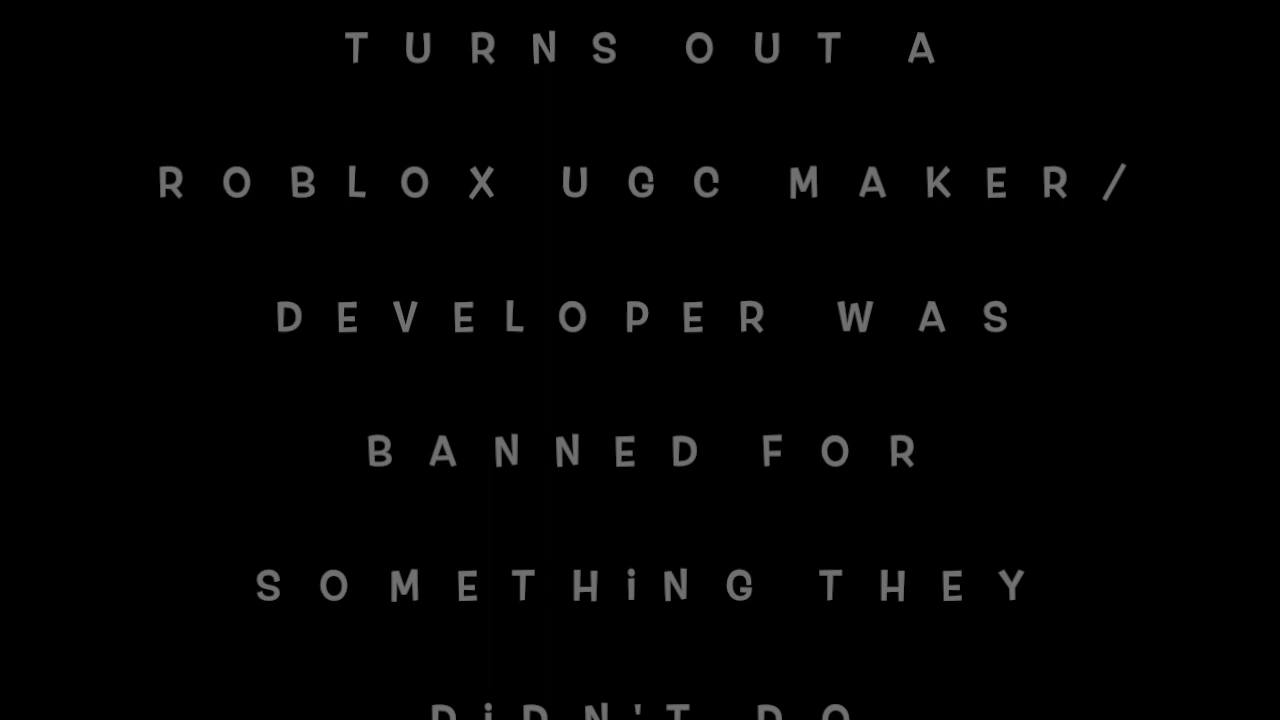 TURNS OUT A
ROBLOX UGC MAKER/
DEVELOPER WAS
BANNED FOR
SOMETHiNG THEY
DiDN'T DO